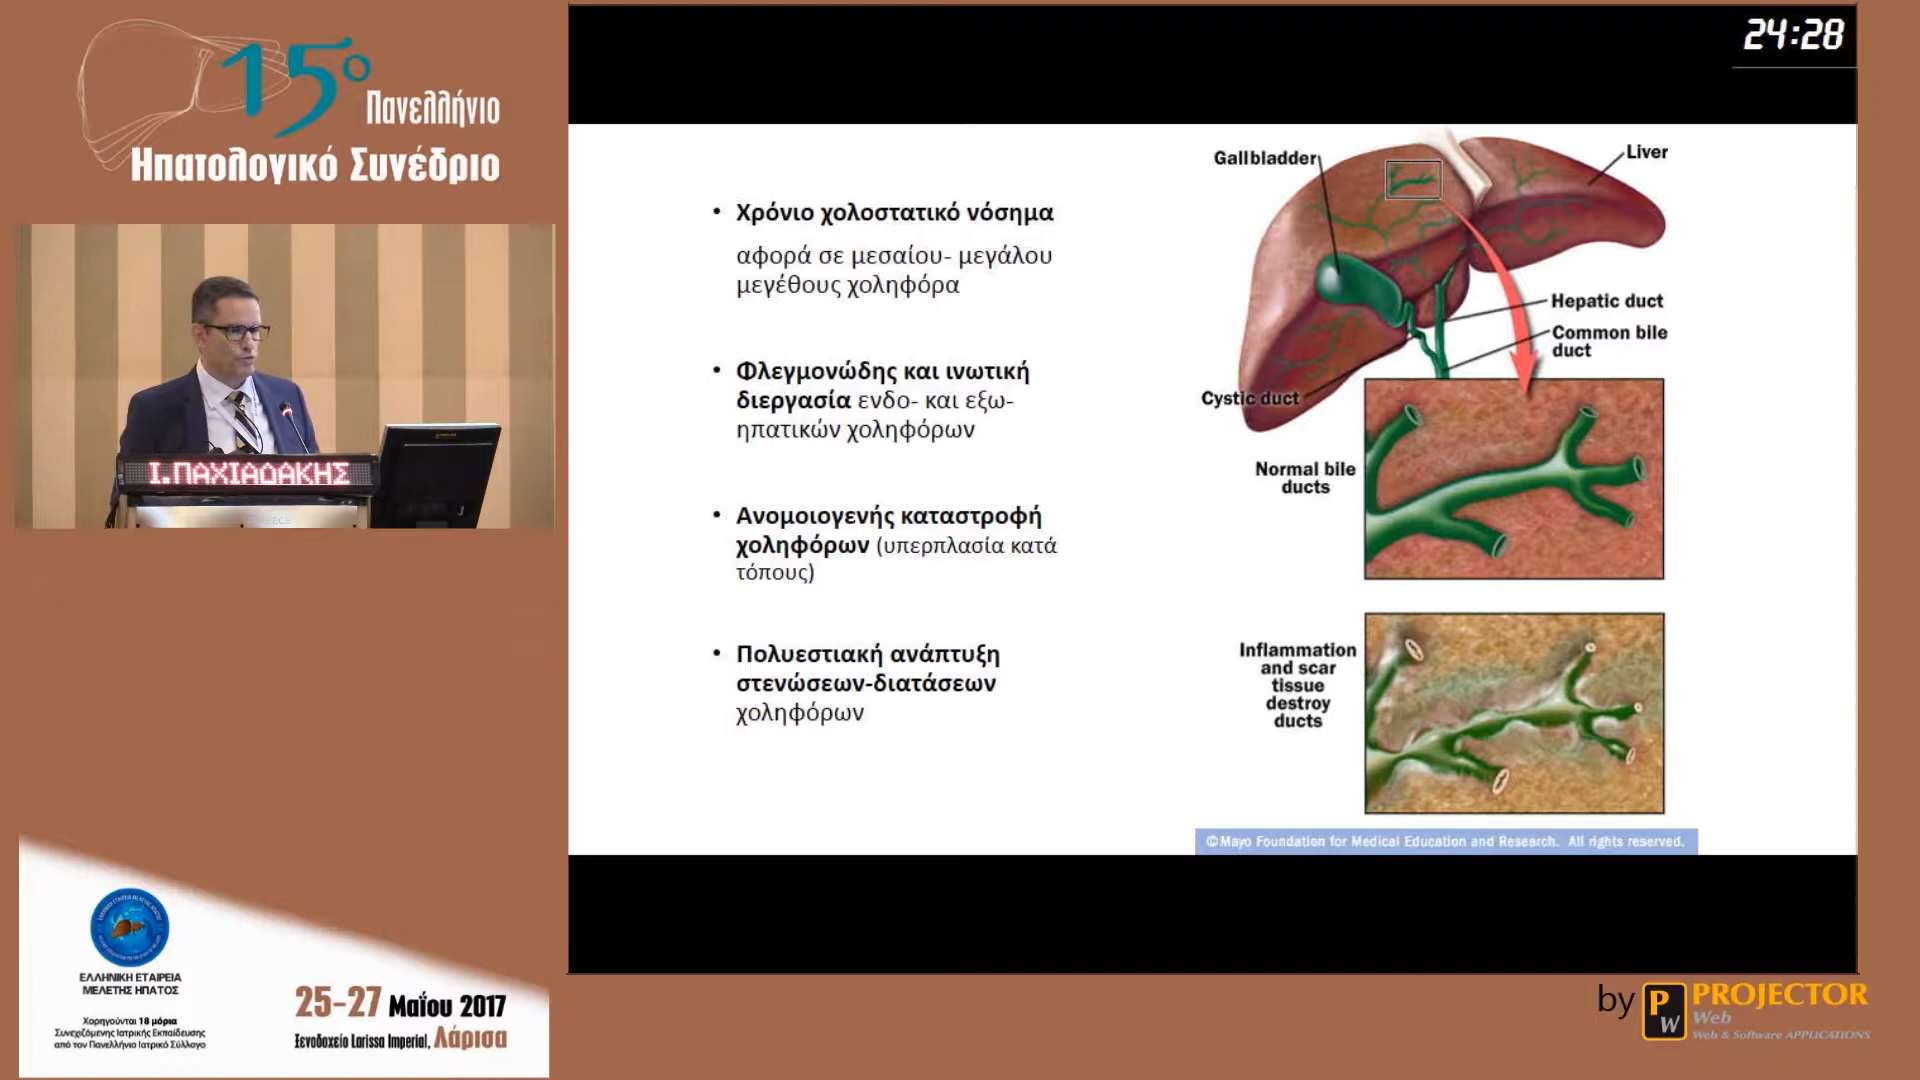 15ο
Πανελλήνιο
Ηπατολογικό Συνέδριο
Ι.ΠΑΧΙΑΔΑΚΗΣ
ΕΛΛΗΝΙΚΗ ΕΤΑΙΡΕΙΑ
ΜΕΛΕΤΗΣ ΗΠΑΤΟΣ
Χορηγούνται 18 μόρια
Συνεχιζόμενης Ιατρικής Εκπαίδευσης
από τον Πανελλήνιο Ιατρικό Σύλλογο
25-27 Μαΐου 2017
Ξενοδοχείο Larissa Imperial, Λάρισα
24:28
• Χρόνιο χολοστατικό νόσημα
αφορά σε μεσαίου- μεγάλου
μεγέθους χοληφόρα
• Φλεγμονώδης και ινωτική
διεργασία ενδο- και εξω-
ηπατικών χοληφόρων
• Ανομοιογενής καταστροφή
χοληφόρων (υπερπλασία κατά
τόπους)
• Πολυεστιακή ανάπτυξη
στενώσεων-διατάσεων
χοληφόρων
Gallbladder
Liver
Hepatic duct
Common bile
duct
Cystic duct
Normal bile
ducts
Inflammation
and scar
tissue
destroy
ducts
©Mayo Foundation for Medical Education and Research. All rights reserved.
by PW PROJECTOR
Web
Web & Software APPLICATIONS